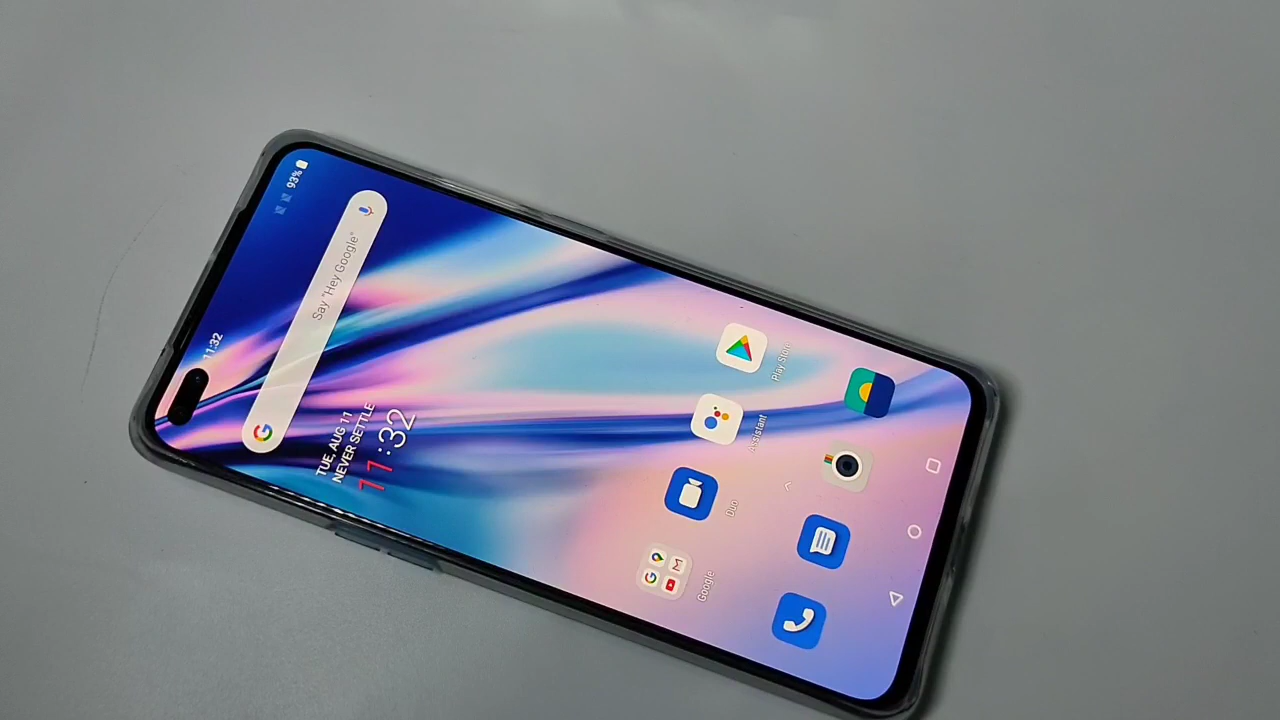 11:32
93%
Say "Hey Google"
TUE, AUG 11
NEVER SETTLE
11:32
Google
Duo
Assistant
Play Store